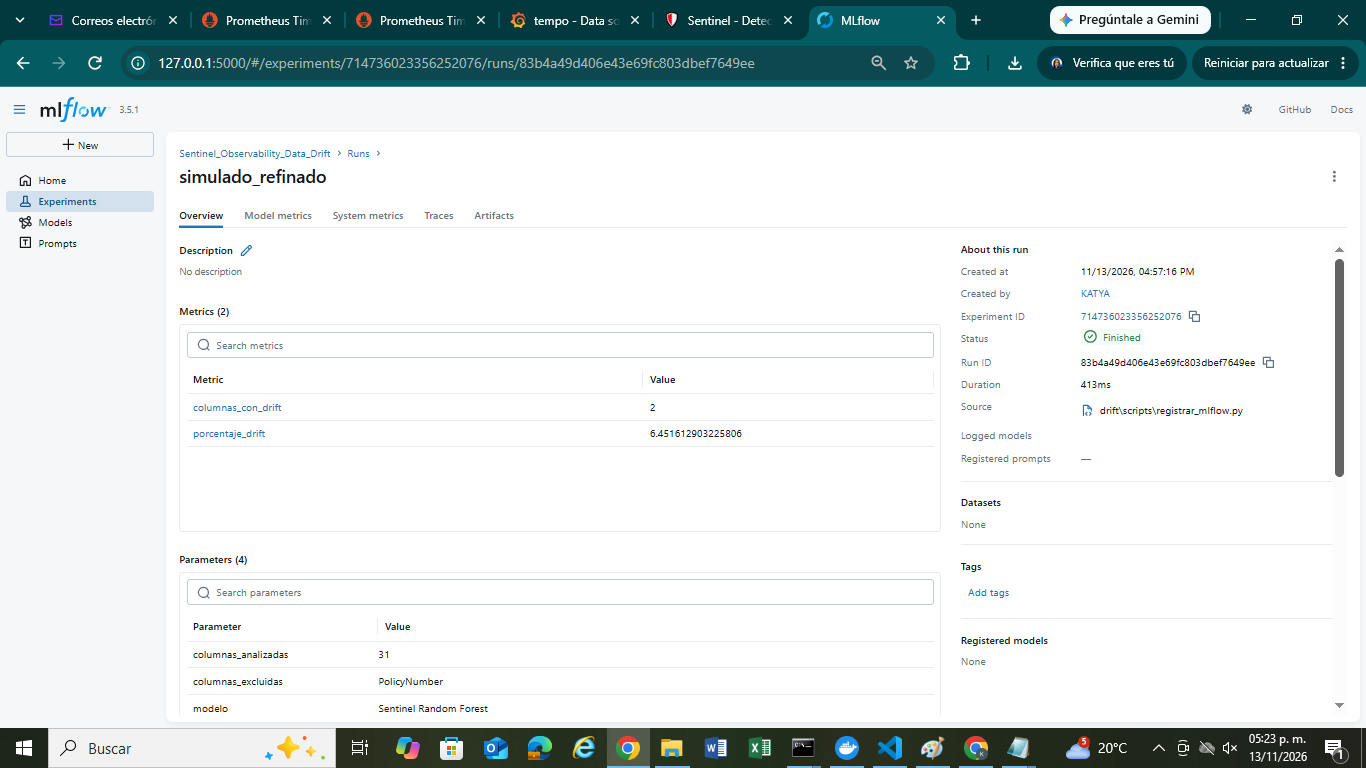 Correos electrór
Prometheus Tim
Prometheus Tim
tempo - Data so
Sentinel - Detec
MLflow
Pregúntale a Gemini
127.0.0.1:5000/#/experiments/714736023356252076/runs/83b4a49d406e43e69fc803dbef7649ee
Verifica que eres tú
Reiniciar para actualizar
mlflow 3.5.1
GitHub
Docs
New
Home
Experiments
Models
Prompts
Sentinel_Observability_Data_Drift
Runs
simulado_refinado
Overview
Model metrics
System metrics
Traces
Artifacts
Description
No description
Metrics (2)
Search metrics
Metric Value
columnas_con_drift 2
porcentaje_drift 6.451612903225806
Parameters (4)
Search parameters
Parameter Value
columnas_analizadas 31
columnas_excluidas PolicyNumber
modelo Sentinel Random Forest
About this run
Created at 11/13/2026, 04:57:16 PM
Created by KATYA
Experiment ID 714736023356252076
Status Finished
Run ID 83b4a49d406e43e69fc803dbef7649ee
Duration 413ms
Source drift\scripts\registrar_mlflow.py
Logged models
Registered prompts —
Datasets
None
Tags
Add tags
Registered models
None
Buscar
5
20°C
05:23 p. m.
13/11/2026
1